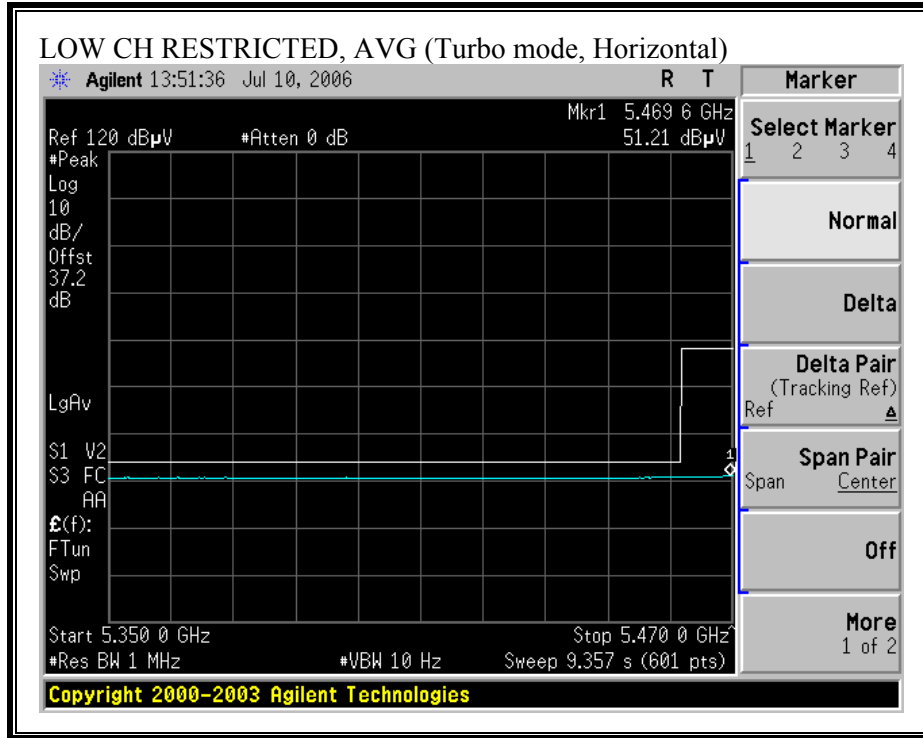 LOW CH RESTRICTED, AVG (Turbo mode, Horizontal)
Agilent 13:51:36 Jul 10, 2006 R T
Mkr1 5.469 6 GHz
Ref 120 dBµV #Atten 0 dB 51.21 dBµV
#Peak
Log
10
dB/
Offst
37.2
dB
LgAv
S1 V2
S3 FC
AA
£(f):
FTun
Swp
1
Start 5.350 0 GHz Stop 5.470 0 GHz^
#Res BW 1 MHz #VBW 10 Hz Sweep 9.357 s (601 pts)
Copyright 2000-2003 Agilent Technologies
Marker
Select Marker
1 2 3 4
Normal
Delta
Delta Pair
(Tracking Ref)
Ref Δ
Span Pair
Span Center
Off
More
1 of 2